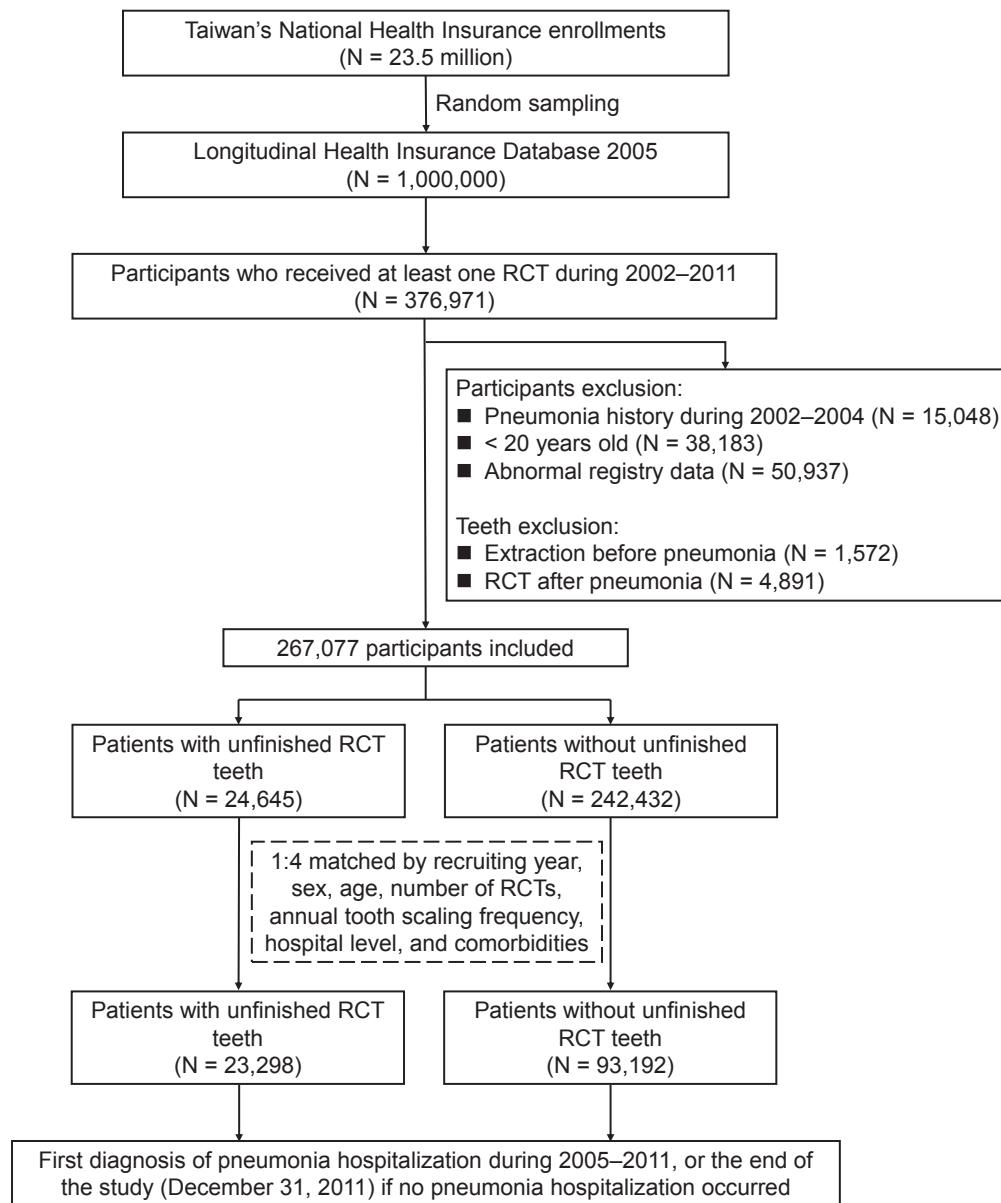 Taiwan’s National Health Insurance enrollments
(N = 23.5 million)
Random sampling
Longitudinal Health Insurance Database 2005
(N = 1,000,000)
Participants who received at least one RCT during 2002–2011
(N = 376,971)
Participants exclusion:
■ Pneumonia history during 2002–2004 (N = 15,048)
■ < 20 years old (N = 38,183)
■ Abnormal registry data (N = 50,937)
Teeth exclusion:
■ Extraction before pneumonia (N = 1,572)
■ RCT after pneumonia (N = 4,891)
267,077 participants included
Patients with unfinished RCT
teeth
(N = 24,645)
Patients without unfinished
RCT teeth
(N = 242,432)
1:4 matched by recruiting year,
sex, age, number of RCTs,
annual tooth scaling frequency,
hospital level, and comorbidities
Patients with unfinished RCT
teeth
(N = 23,298)
Patients without unfinished
RCT teeth
(N = 93,192)
First diagnosis of pneumonia hospitalization during 2005–2011, or the end of
the study (December 31, 2011) if no pneumonia hospitalization occurred